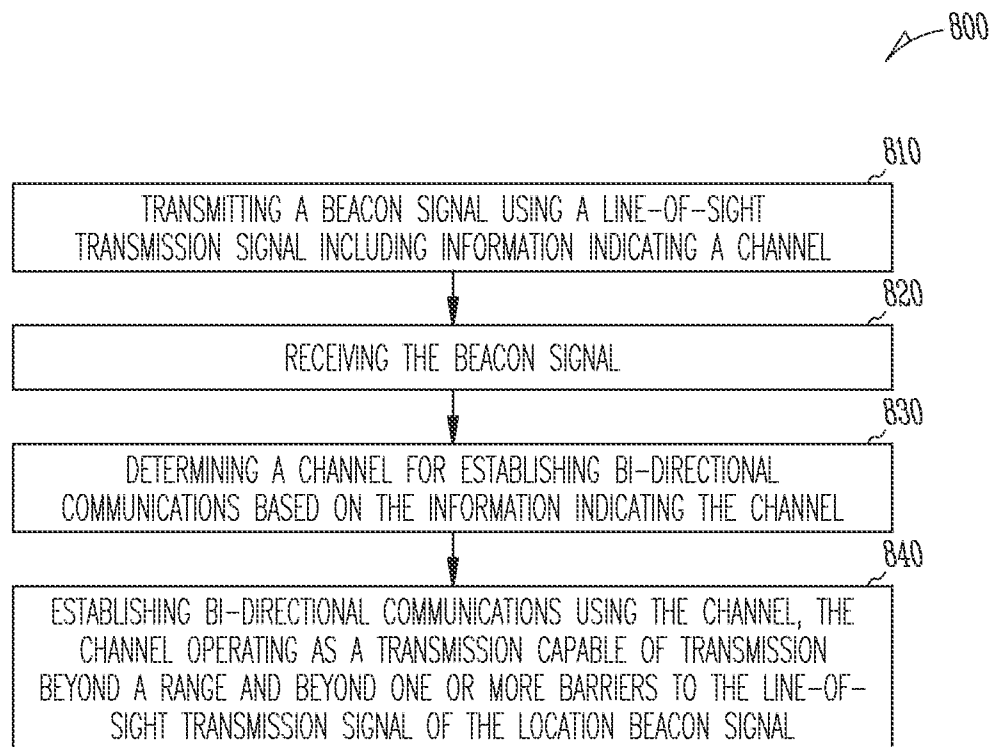 800
810
TRANSMITTING A BEACON SIGNAL USING A LINE-OF-SIGHT
TRANSMISSION SIGNAL INCLUDING INFORMATION INDICATING A CHANNEL
820
RECEIVING THE BEACON SIGNAL
830
DETERMINING A CHANNEL FOR ESTABLISHING BI-DIRECTIONAL
COMMUNICATIONS BASED ON THE INFORMATION INDICATING THE CHANNEL
840
ESTABLISHING BI-DIRECTIONAL COMMUNICATIONS USING THE CHANNEL, THE
CHANNEL OPERATING AS A TRANSMISSION CAPABLE OF TRANSMISSION
BEYOND A RANGE AND BEYOND ONE OR MORE BARRIERS TO THE LINE-OF-
SIGHT TRANSMISSION SIGNAL OF THE LOCATION BEACON SIGNAL